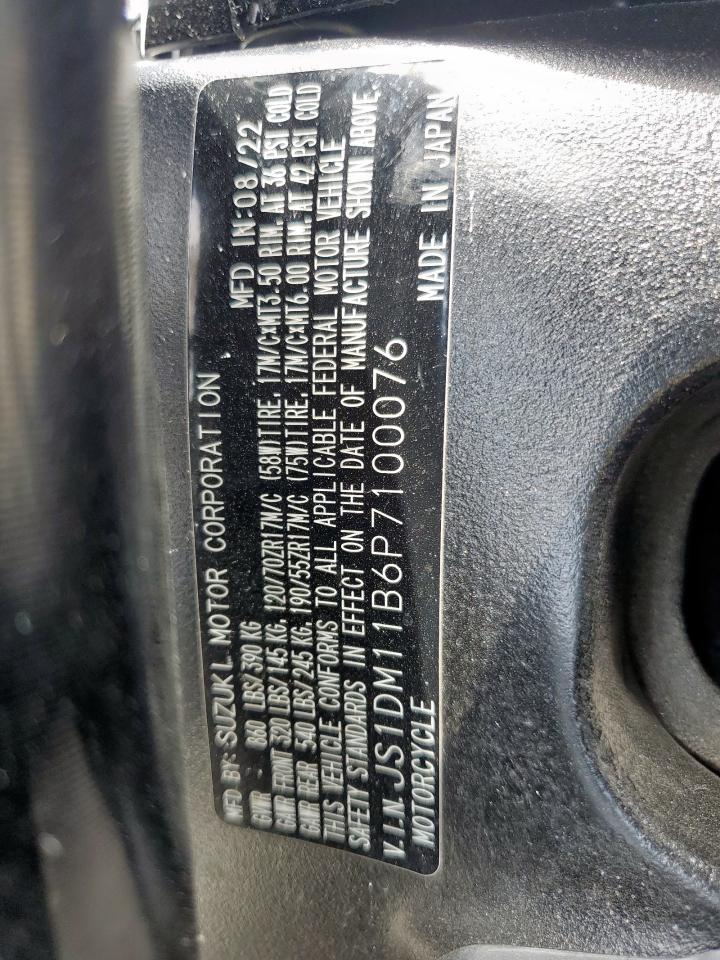 MFD BY: SUZUKI MOTOR CORPORATION MFD IN:08/22
GVWR : 860 LBS/390 KG
GAWR FRONT 520 LBS/145 KG, 120/70ZR17M/C (58W)TIRE, 17M/C×MT3.50 RIM AT 36 PSI COLD
GAWR REAR 540 LBS/245 KG, 190/55ZR17M/C (75W)TIRE, 17M/C×MT6.00 RIM AT 42 PSI COLD
THIS VEHICLE CONFORMS TO ALL APPLICABLE FEDERAL MOTOR VEHICLE
SAFETY STANDARDS IN EFFECT ON THE DATE OF MANUFACTURE SHOWN ABOVE.
V.I.N. JS1DM11B6P7100076
MOTORCYCLE MADE IN JAPAN